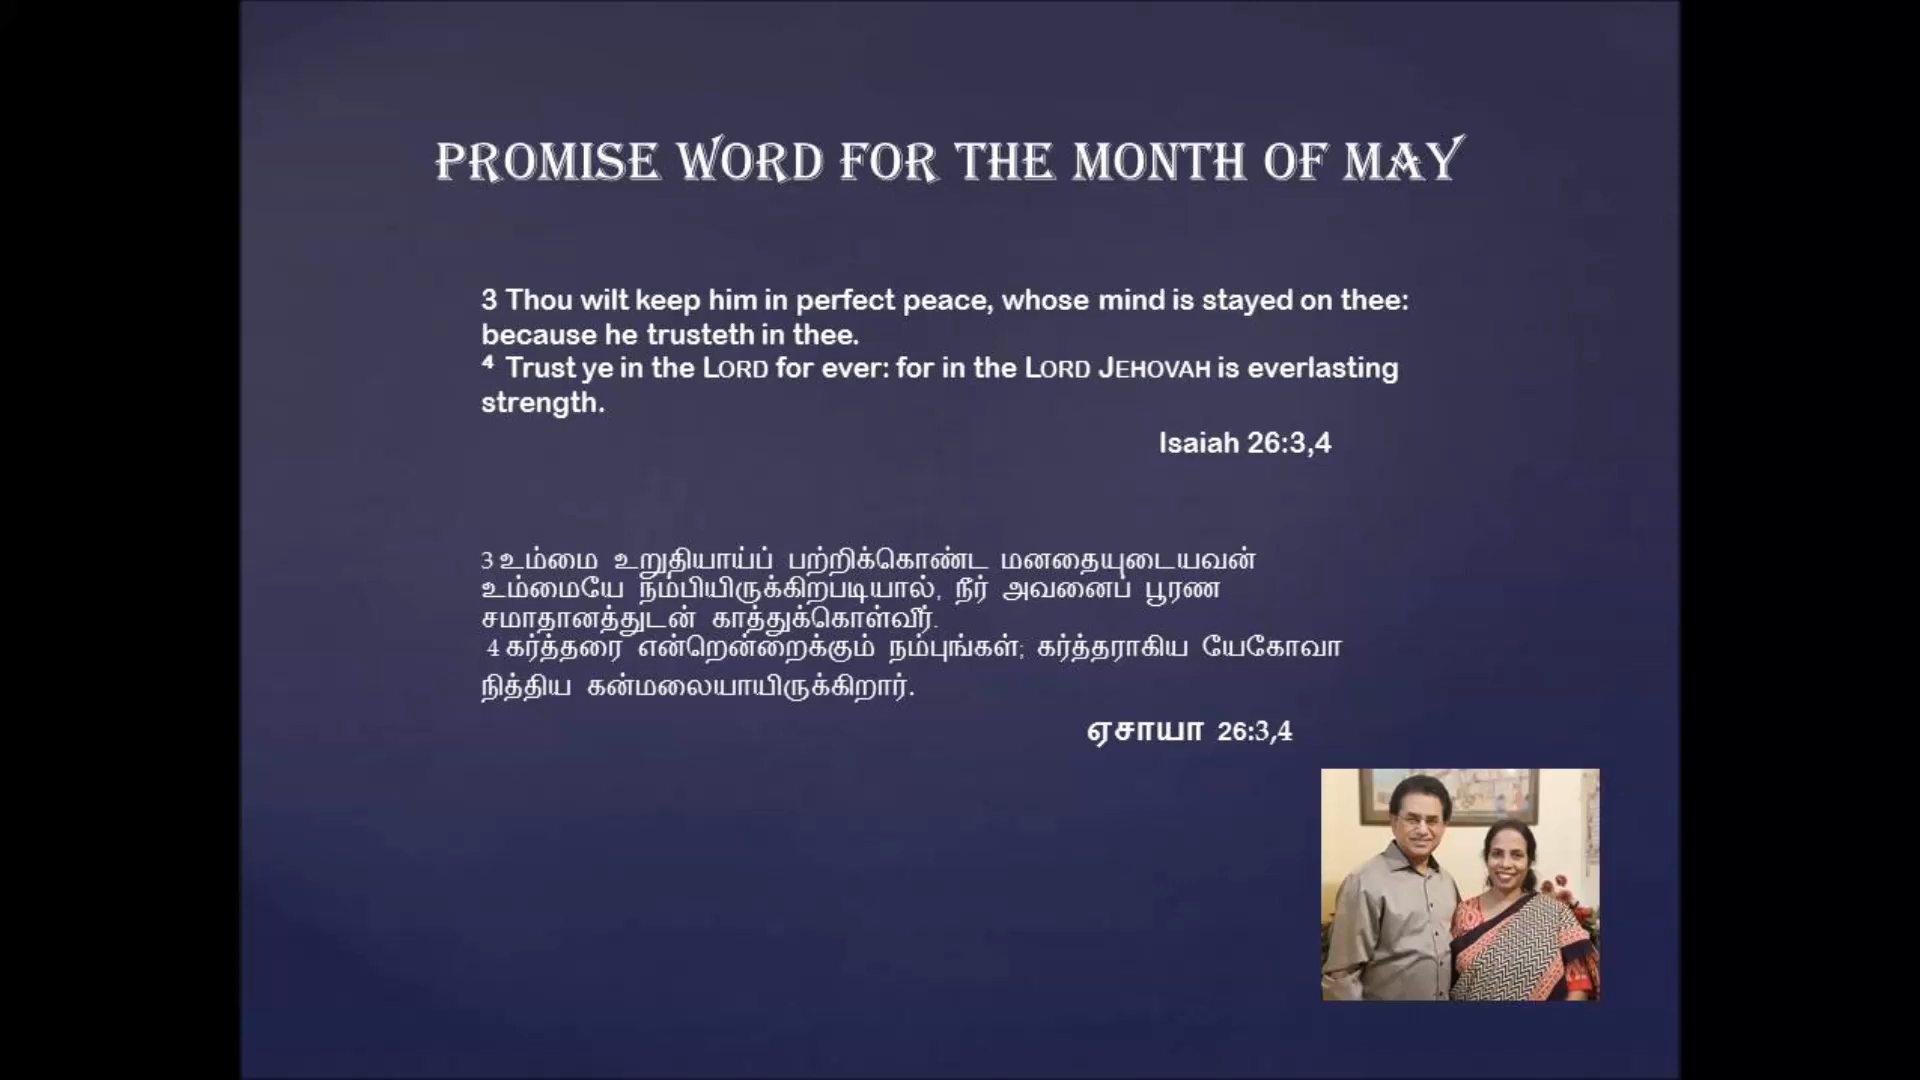 PROMISE WORD FOR THE MONTH OF MAY
3 Thou wilt keep him in perfect peace, whose mind is stayed on thee:
because he trusteth in thee.
⁴ Trust ye in the LORD for ever: for in the LORD JEHOVAH is everlasting
strength.
Isaiah 26:3,4
3 உம்மை உறுதியாய்ப் பற்றிக்கொண்ட மனதையுடையவன்
உம்மையே நம்பியிருக்கிறபடியால், நீர் அவனைப் பூரண
சமாதானத்துடன் காத்துக்கொள்வீர்.
4 கர்த்தரை என்றென்றைக்கும் நம்புங்கள்; கர்த்தராகிய யேகோவா
நித்திய கன்மலையாயிருக்கிறார்.
ஏசாயா 26:3,4